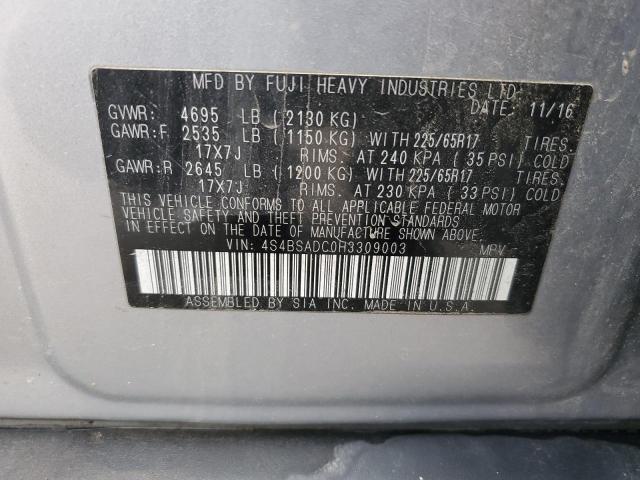 MFD BY FUJI HEAVY INDUSTRIES LTD
DATE: 11/16
GVWR: 4695 LB ( 2130 KG)
GAWR:F 2535 LB ( 1150 KG) WITH 225/65R17 TIRES.
17X7J RIMS. AT 240 KPA ( 35 PSI) COLD
GAWR:R 2645 LB ( 1200 KG) WITH 225/65R17 TIRES.
17X7J RIMS. AT 230 KPA ( 33 PSI) COLD
THIS VEHICLE CONFORMS TO ALL APPLICABLE FEDERAL MOTOR
VEHICLE SAFETY AND THEFT PREVENTION STANDARDS
IN EFFECT ON THE DATE OF MANUFACTURE SHOWN ABOVE.
VIN: 4S4BSADC0H3309003 MPV
ASSEMBLED BY SIA INC. MADE IN U.S.A.